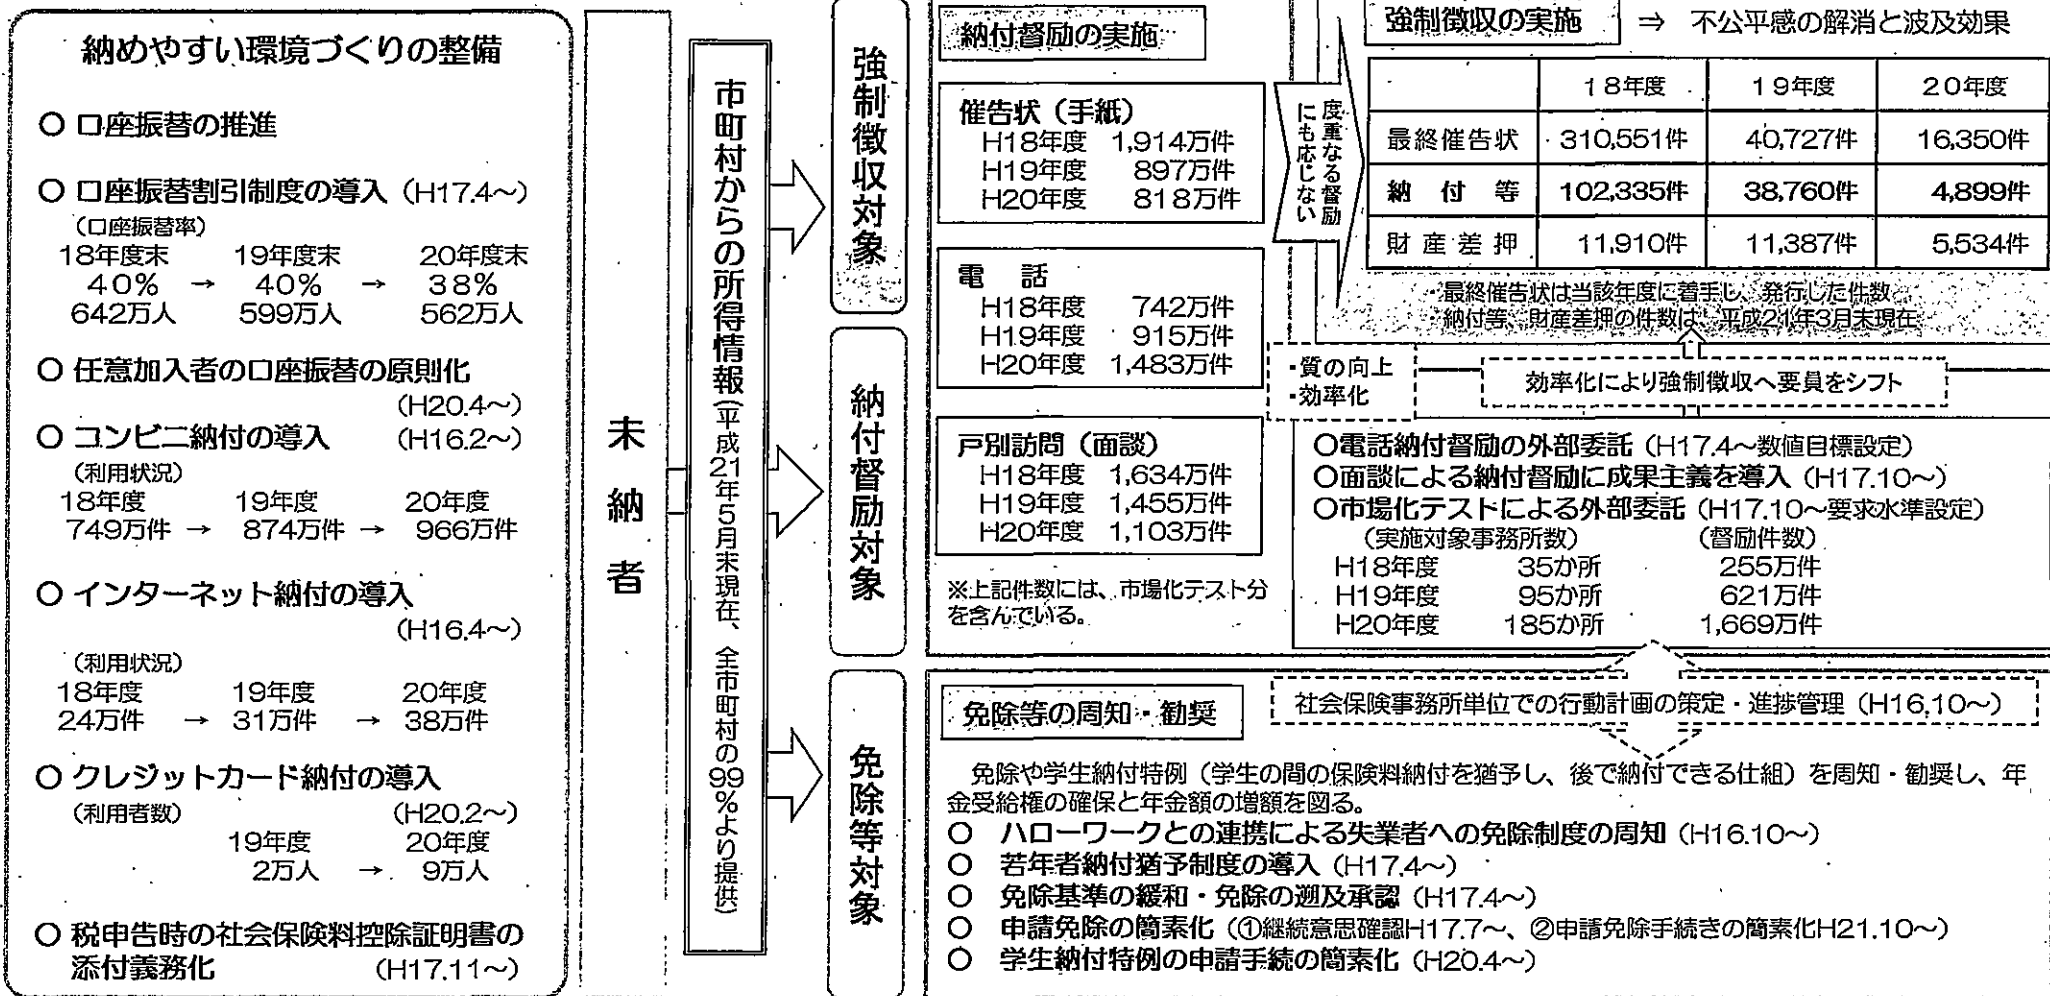 納めやすい環境づくりの整備
○ 口座振替の推進
○ 口座振替割引制度の導入（H17.4～）
（口座振替率）
18年度末 19年度末 20年度末
40% → 40% → 38%
642万人 599万人 562万人
○ 任意加入者の口座振替の原則化
（H20.4～）
○ コンビニ納付の導入 （H16.2～）
（利用状況）
18年度 19年度 20年度
749万件 → 874万件 → 966万件
○ インターネット納付の導入
（H16.4～）
（利用状況）
18年度 19年度 20年度
24万件 → 31万件 → 38万件
○ クレジットカード納付の導入
（利用者数） （H20.2～）
19年度 20年度
2万人 → 9万人
○ 税申告時の社会保険料控除証明書の
添付義務化 （H17.11～）
未納者
市町村からの所得情報（平成21年5月末現在、全市町村の99%より提供）
強制徴収対象
納付督励対象
免除等対象
納付督励の実施
催告状（手紙）
H18年度 1,914万件
H19年度 897万件
H20年度 818万件
電 話
H18年度 742万件
H19年度 915万件
H20年度 1,483万件
戸別訪問（面談）
H18年度 1,634万件
H19年度 1,455万件
H20年度 1,103万件
※上記件数には、市場化テスト分
を含んでいる。
度重なる督励
にも応じない
強制徴収の実施 ⇒ 不公平感の解消と波及効果
18年度 19年度 20年度
最終催告状 310,551件 40,727件 16,350件
納 付 等 102,335件 38,760件 4,899件
財 産 差 押 11,910件 11,387件 5,534件
最終催告状は当該年度に着手し、発行した件数
納付等、財産差押の件数は、平成21年3月末現在
・質の向上
・効率化
効率化により強制徴収へ要員をシフト
○電話納付督励の外部委託（H17.4～数値目標設定）
○面談による納付督励に成果主義を導入（H17.10～）
○市場化テストによる外部委託（H17.10～要求水準設定）
（実施対象事務所数） （督励件数）
H18年度 35か所 255万件
H19年度 95か所 621万件
H20年度 185か所 1,669万件
社会保険事務所単位での行動計画の策定・進捗管理（H16.10～）
免除等の周知・勧奨
免除や学生納付特例（学生の間の保険料納付を猶予し、後で納付できる仕組）を周知・勧奨し、年
金受給権の確保と年金額の増額を図る。
○ ハローワークとの連携による失業者への免除制度の周知（H16.10～）
○ 若年者納付猶予制度の導入（H17.4～）
○ 免除基準の緩和・免除の遡及承認（H17.4～）
○ 申請免除の簡素化（①継続意思確認H17.7～、②申請免除手続きの簡素化H21.10～）
○ 学生納付特例の申請手続の簡素化（H20.4～）